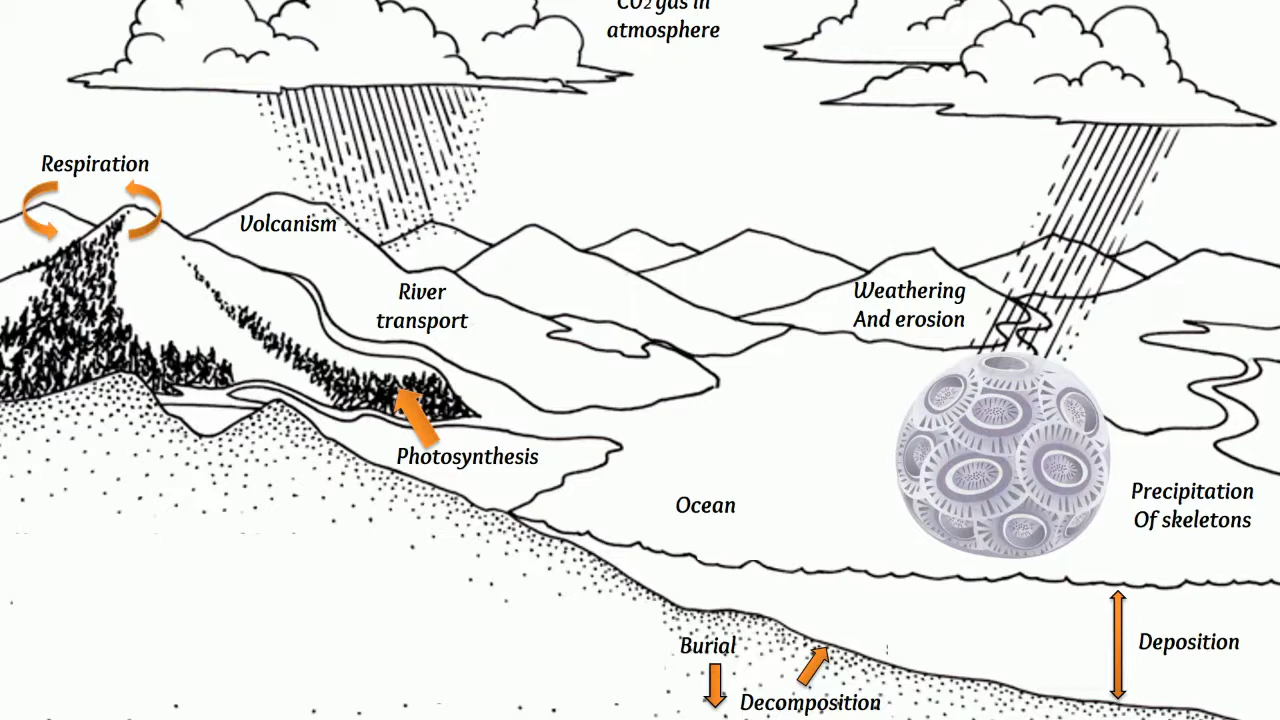 CO2 gas in
atmosphere
Respiration
Volcanism
River
transport
Weathering
And erosion
Photosynthesis
Ocean
Precipitation
Of skeletons
Burial
Decomposition
Deposition